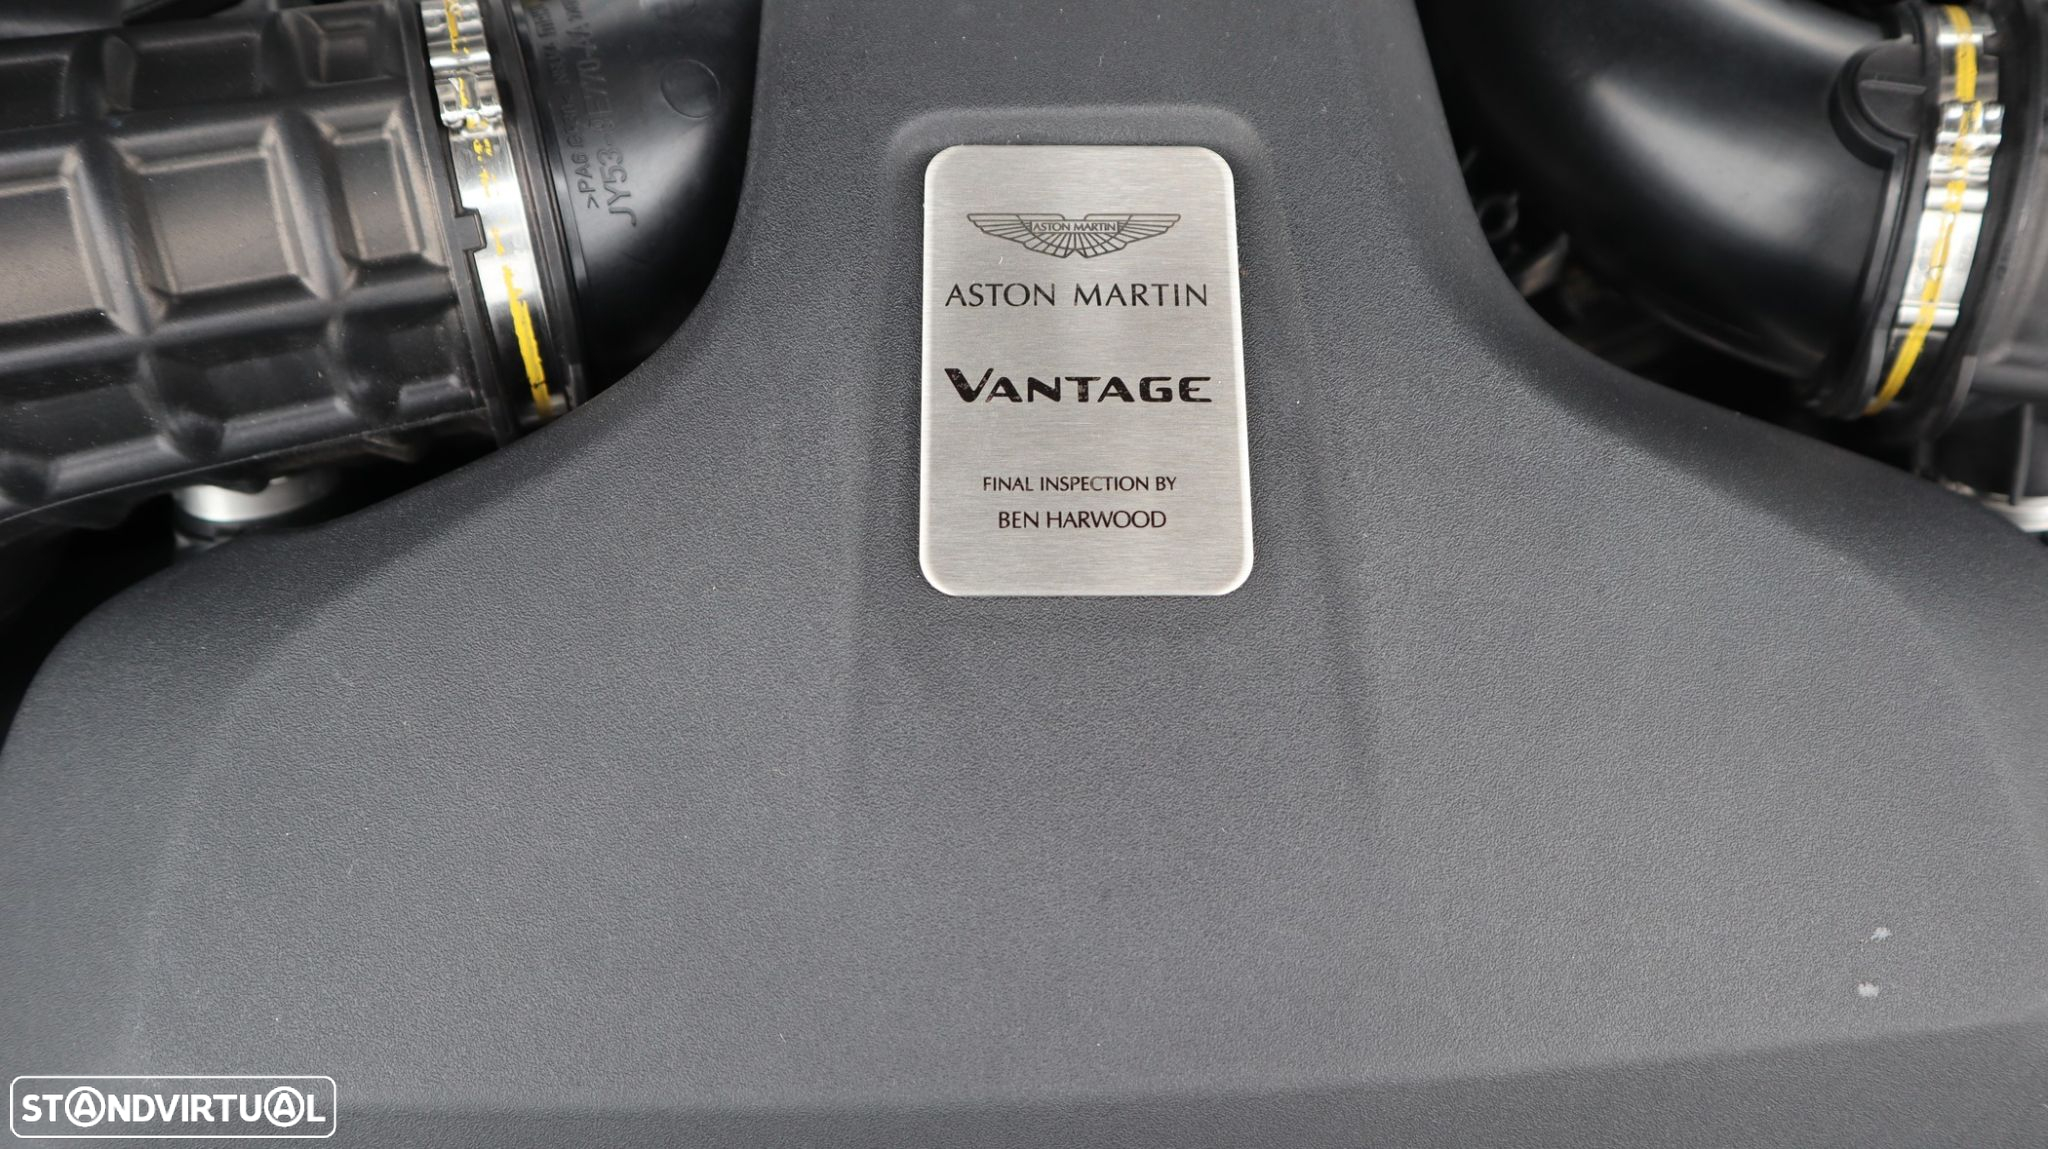 ASTON MARTIN
ASTON MARTIN
VANTAGE
FINAL INSPECTION BY
BEN HARWOOD
STANDVIRTUAL